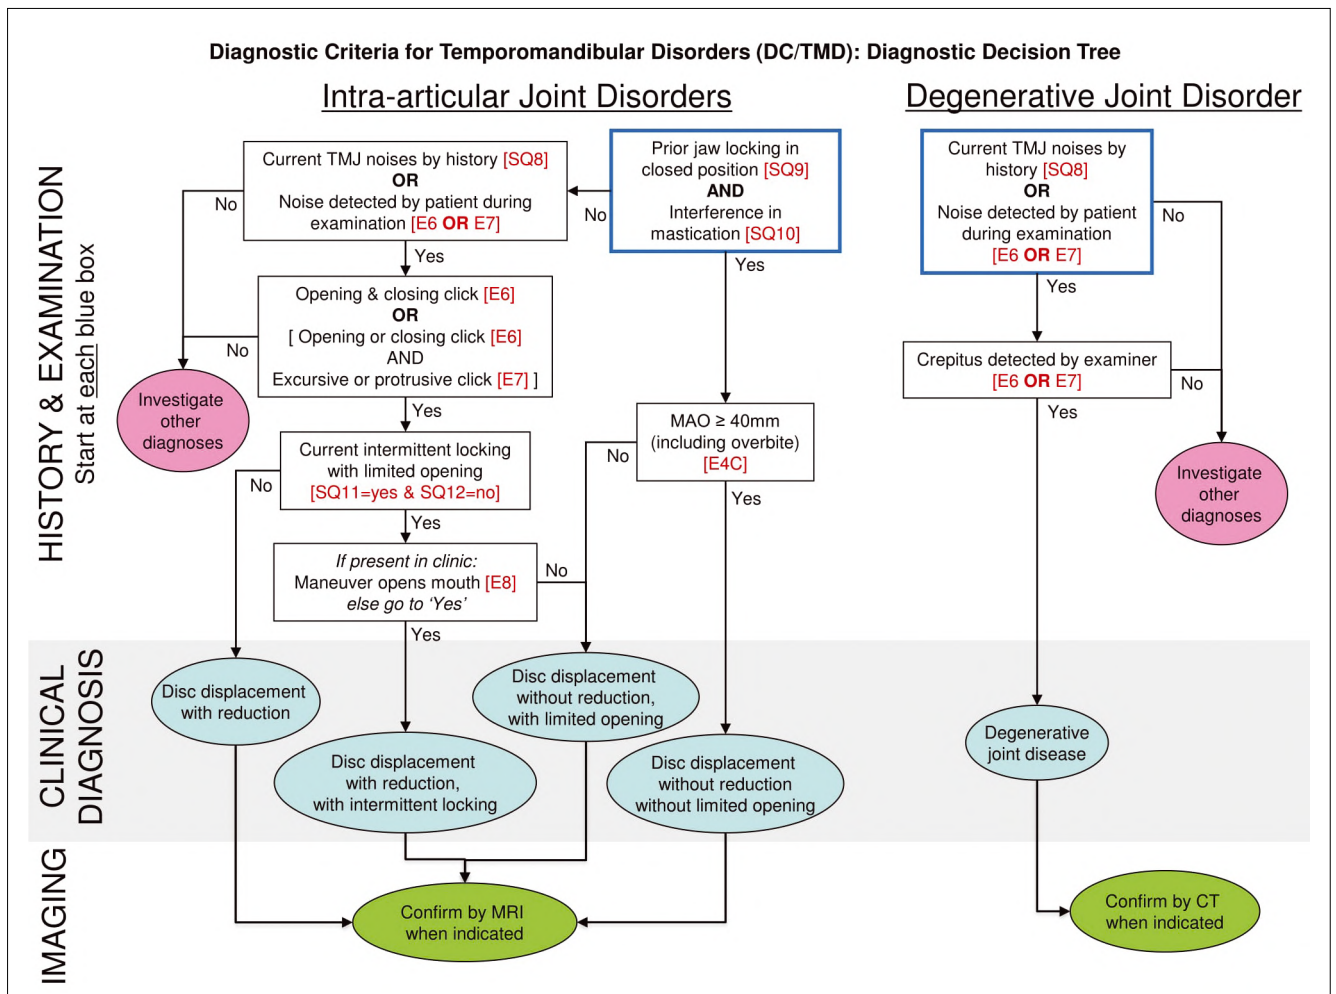 Diagnostic Criteria for Temporomandibular Disorders (DC/TMD): Diagnostic Decision Tree
Intra-articular Joint Disorders
Degenerative Joint Disorder
HISTORY & EXAMINATION
Start at each blue box
Current TMJ noises by history [SQ8]
OR
Noise detected by patient during
examination [E6 OR E7]
No
Yes
Prior jaw locking in
closed position [SQ9]
AND
Interference in
mastication [SQ10]
No
Yes
Opening & closing click [E6]
OR
[ Opening or closing click [E6]
AND
Excursive or protrusive click [E7] ]
No
Yes
Investigate
other
diagnoses
Current intermittent locking
with limited opening
[SQ11=yes & SQ12=no]
No
Yes
MAO ≥ 40mm
(including overbite)
[E4C]
No
Yes
If present in clinic:
Maneuver opens mouth [E8]
else go to ‘Yes’
No
Yes
Current TMJ noises by
history [SQ8]
OR
Noise detected by patient
during examination
[E6 OR E7]
No
Yes
Crepitus detected by examiner
[E6 OR E7]
No
Yes
Investigate
other
diagnoses
CLINICAL
DIAGNOSIS
Disc displacement
with reduction
Disc displacement
with reduction,
with intermittent locking
Disc displacement
without reduction,
with limited opening
Disc displacement
without reduction
without limited opening
Degenerative
joint disease
IMAGING
Confirm by MRI
when indicated
Confirm by CT
when indicated